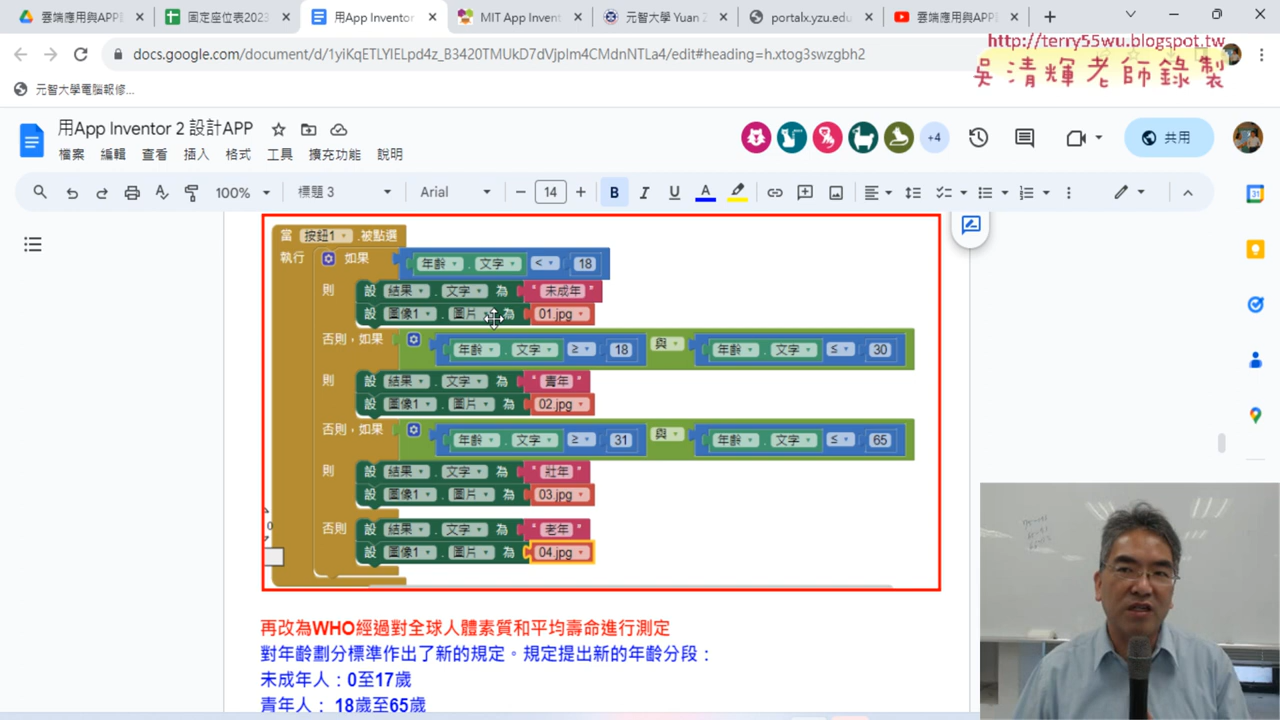 雲端應用與APP
固定座位表2023
用App Inventor
MIT App Invent
元智大學 Yuan Z
portalx.yzu.edu
雲端應用與APP
docs.google.com/document/d/1yiKqETLYlELpd4z_B3420TMUkD7dVjplm4CMdnNTLa4/edit#heading=h.xtog3swzgbh2
http://terry55wu.blogspot.tw
吳清輝老師錄製
元智大學電腦報修...
用App Inventor 2 設計APP
+4
共用
檔案 編輯 查看 插入 格式 工具 擴充功能 說明
100% 標題 3 Arial 14 B I U A
當 按鈕1 .被點選
執行 如果 年齡 . 文字 < 18
則 設 結果 . 文字 為 "未成年"
設 圖像1 . 圖片 為 01.jpg
否則,如果 年齡 . 文字 ≥ 18 與 年齡 . 文字 ≤ 30
則 設 結果 . 文字 為 "青年"
設 圖像1 . 圖片 為 02.jpg
否則,如果 年齡 . 文字 ≥ 31 與 年齡 . 文字 ≤ 65
則 設 結果 . 文字 為 "壯年"
設 圖像1 . 圖片 為 03.jpg
否則 設 結果 . 文字 為 "老年"
設 圖像1 . 圖片 為 04.jpg
0
再改為WHO經過對全球人體素質和平均壽命進行測定
對年齡劃分標準作出了新的規定。規定提出新的年齡分段：
未成年人：0至17歲
青年人： 18歲至65歲